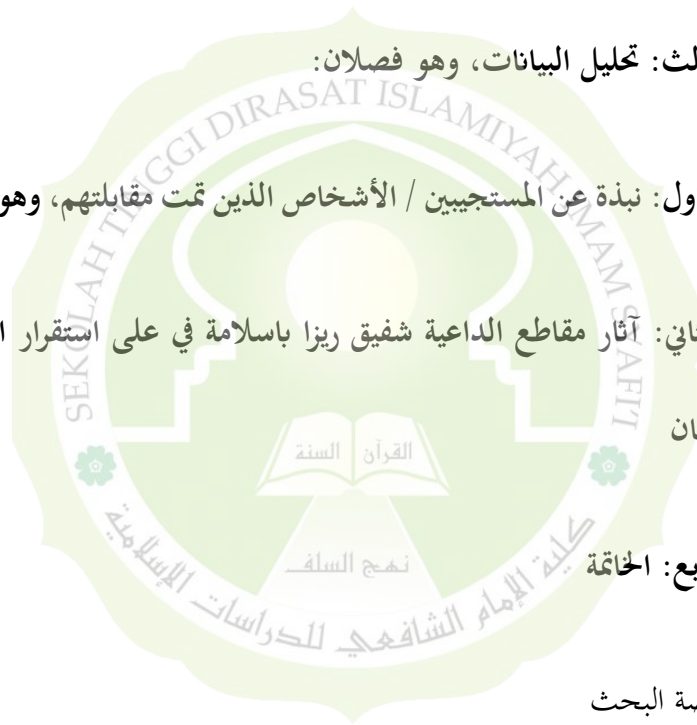 لث: تحليل البيانات، وهو فصلان:
ول: نبذة عن المستجيبين / الأشخاص الذين تمت مقابلتهم، وهو
اني: آثار مقاطع الداعية شفيق ريزا باسلامة في على استقرار ا
ان
بع: الخاتمة
صة البحث
SEKOLAH TINGGI DIRASAT ISLAMIYAH IMAM SYAFI'I
القرآن السنة
نهج السلف
كلية الإمام الشافعي للدراسات الإسلامية